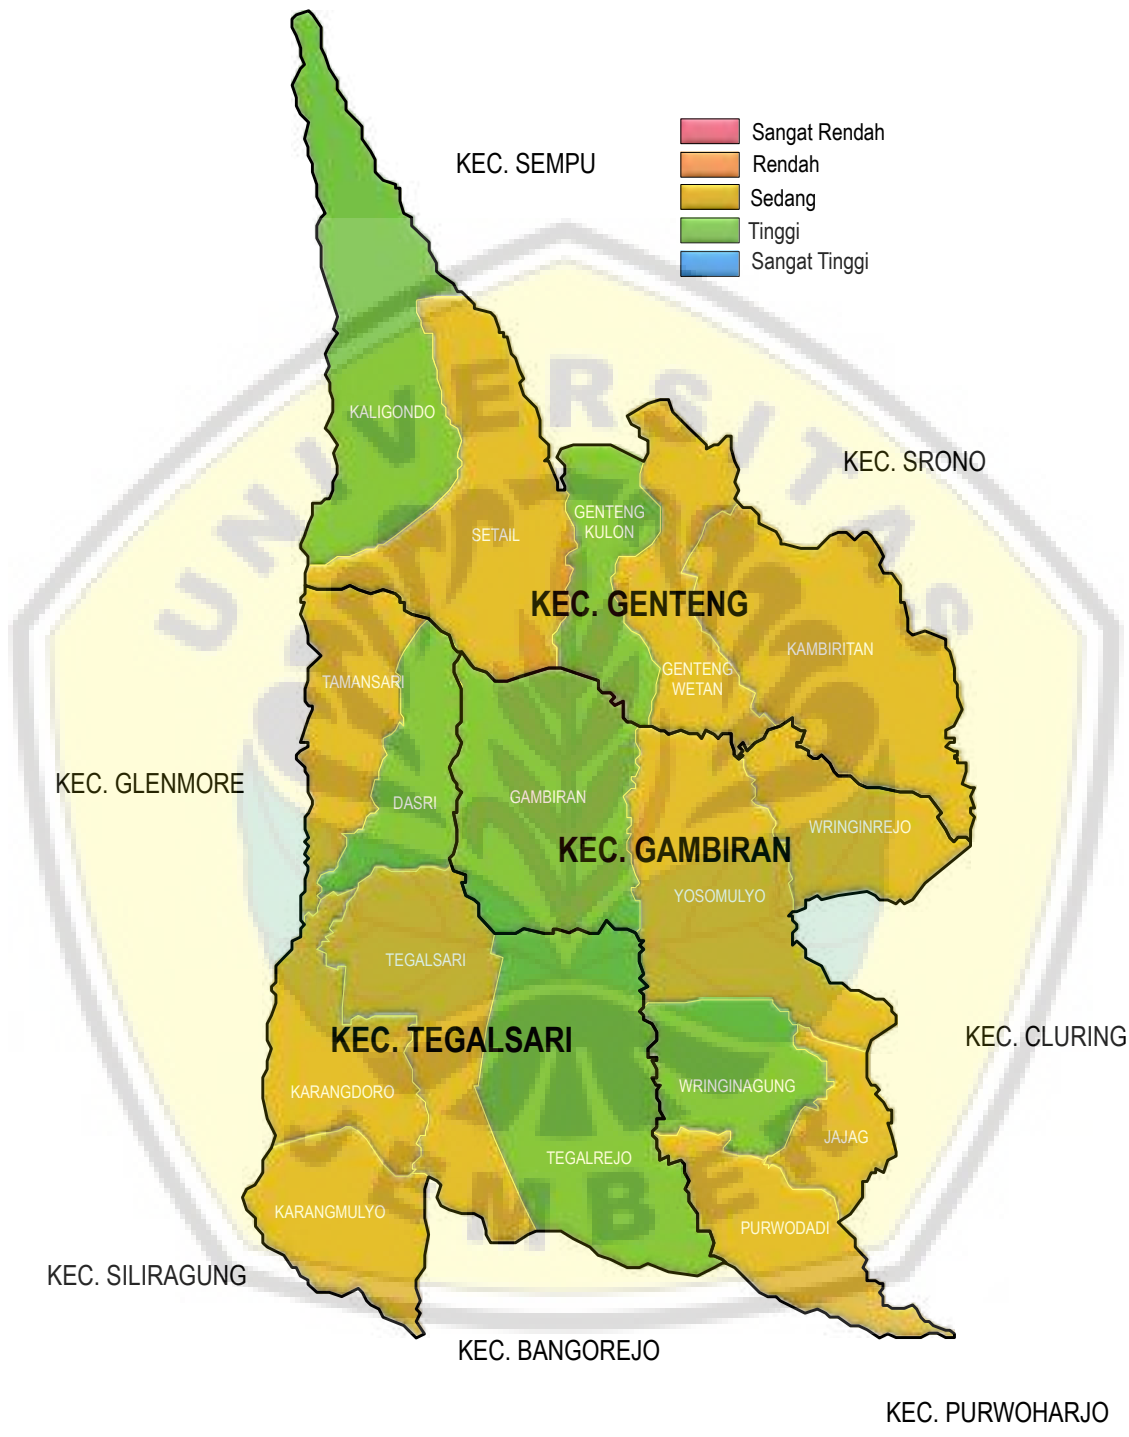 KEC. SEMPU
Sangat Rendah
Rendah
Sedang
Tinggi
Sangat Tinggi
UNIVERSITAS
KALIGONDO
KEC. SRONO
GENTENG
KULON
SETAIL
KEC. GENTENG
KAMBIRITAN
GENTENG
WETAN
TAMANSARI
KEC. GLENMORE
DASRI
GAMBIRAN
WRINGINREJO
KEC. GAMBIRAN
YOSOMULYO
TEGALSARI
KEC. TEGALSARI
KEC. CLURING
KARANGDORO
WRINGINAGUNG
JAJAG
TEGALREJO
JEMBER
KARANGMULYO
PURWODADI
KEC. SILIRAGUNG
KEC. BANGOREJO
KEC. PURWOHARJO